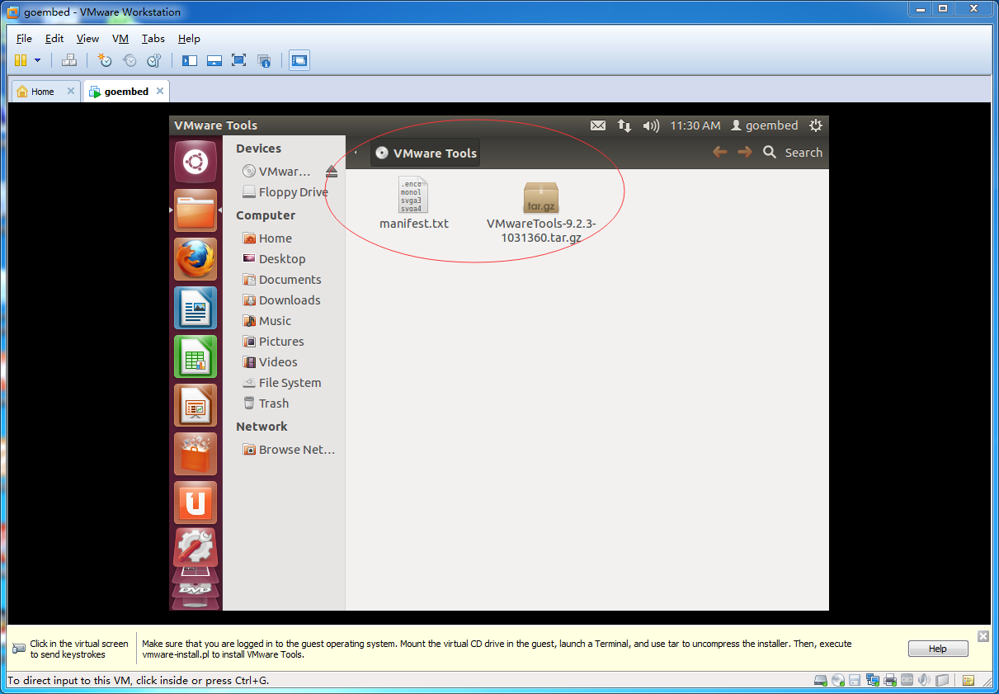 goembed - VMware Workstation
File Edit View VM Tabs Help
Home goembed
VMware Tools 11:30 AM goembed
Devices
VMwar...
Floppy Drive
Computer
Home
Desktop
Documents
Downloads
Music
Pictures
Videos
File System
Trash
Network
Browse Net...
VMware Tools Search
.enco
monol
svga3
svga4
manifest.txt
tar.gz
VMwareTools-9.2.3-
1031360.tar.gz
U
DVD
Click in the virtual screen
to send keystrokes
Make sure that you are logged in to the guest operating system. Mount the virtual CD drive in the guest, launch a Terminal, and use tar to uncompress the installer. Then, execute
vmware-install.pl to install VMware Tools.
Help
To direct input to this VM, click inside or press Ctrl+G.